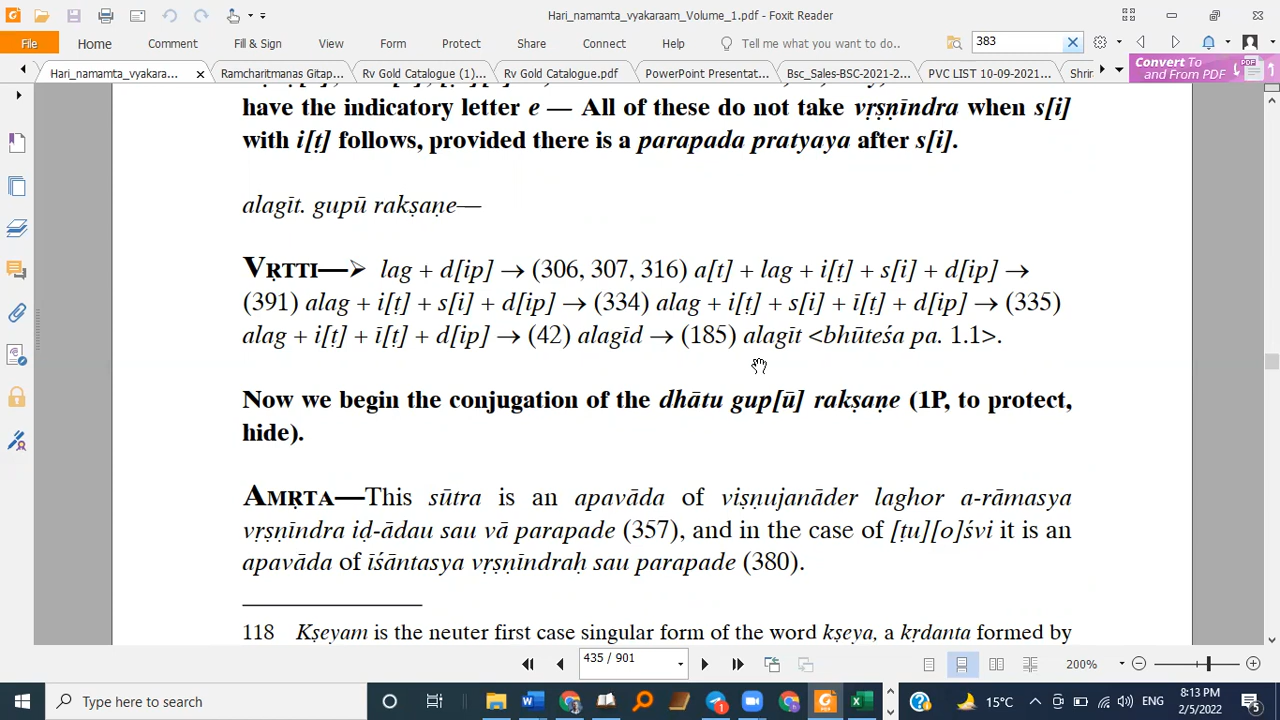 Hari_namamta_vyakaraam_Volume_1.pdf - Foxit Reader
File Home Comment Fill & Sign View Form Protect Share Connect Help Tell me what you want to do.. 383
Hari_namamta_vyakara... Ramcharitmanas Gitap... Rv Gold Catalogue (1)... Rv Gold Catalogue.pdf PowerPoint Presentat... Bsc_Sales-BSC-2021-2... PVC LIST 10-09-2021... Shrin
Convert To
and From PDF
have the indicatory letter e — All of these do not take vṛṣṇīndra when s[i]
with i[ṭ] follows, provided there is a parapada pratyaya after s[i].
alagīt. gupū rakṣaṇe—
VṚTTI—➢ lag + d[ip] → (306, 307, 316) a[t] + lag + i[ṭ] + s[i] + d[ip] →
(391) alag + i[ṭ] + s[i] + d[ip] → (334) alag + i[ṭ] + s[i] + ī[ṭ] + d[ip] → (335)
alag + i[ṭ] + ī[ṭ] + d[ip] → (42) alagīd → (185) alagīt <bhūteśa pa. 1.1>.
Now we begin the conjugation of the dhātu gup[ū] rakṣaṇe (1P, to protect,
hide).
AMṚTA—This sūtra is an apavāda of viṣṇujanāder laghor a-rāmasya
vṛṣṇīndra iḍ-ādau sau vā parapade (357), and in the case of [ṭu][o]śvi it is an
apavāda of īśāntasya vṛṣṇīndraḥ sau parapade (380).
118 Kṣeyam is the neuter first case singular form of the word kṣeya, a kṛdanta formed by
435 / 901
200%
Type here to search
15°C
ENG
8:13 PM
2/5/2022
5